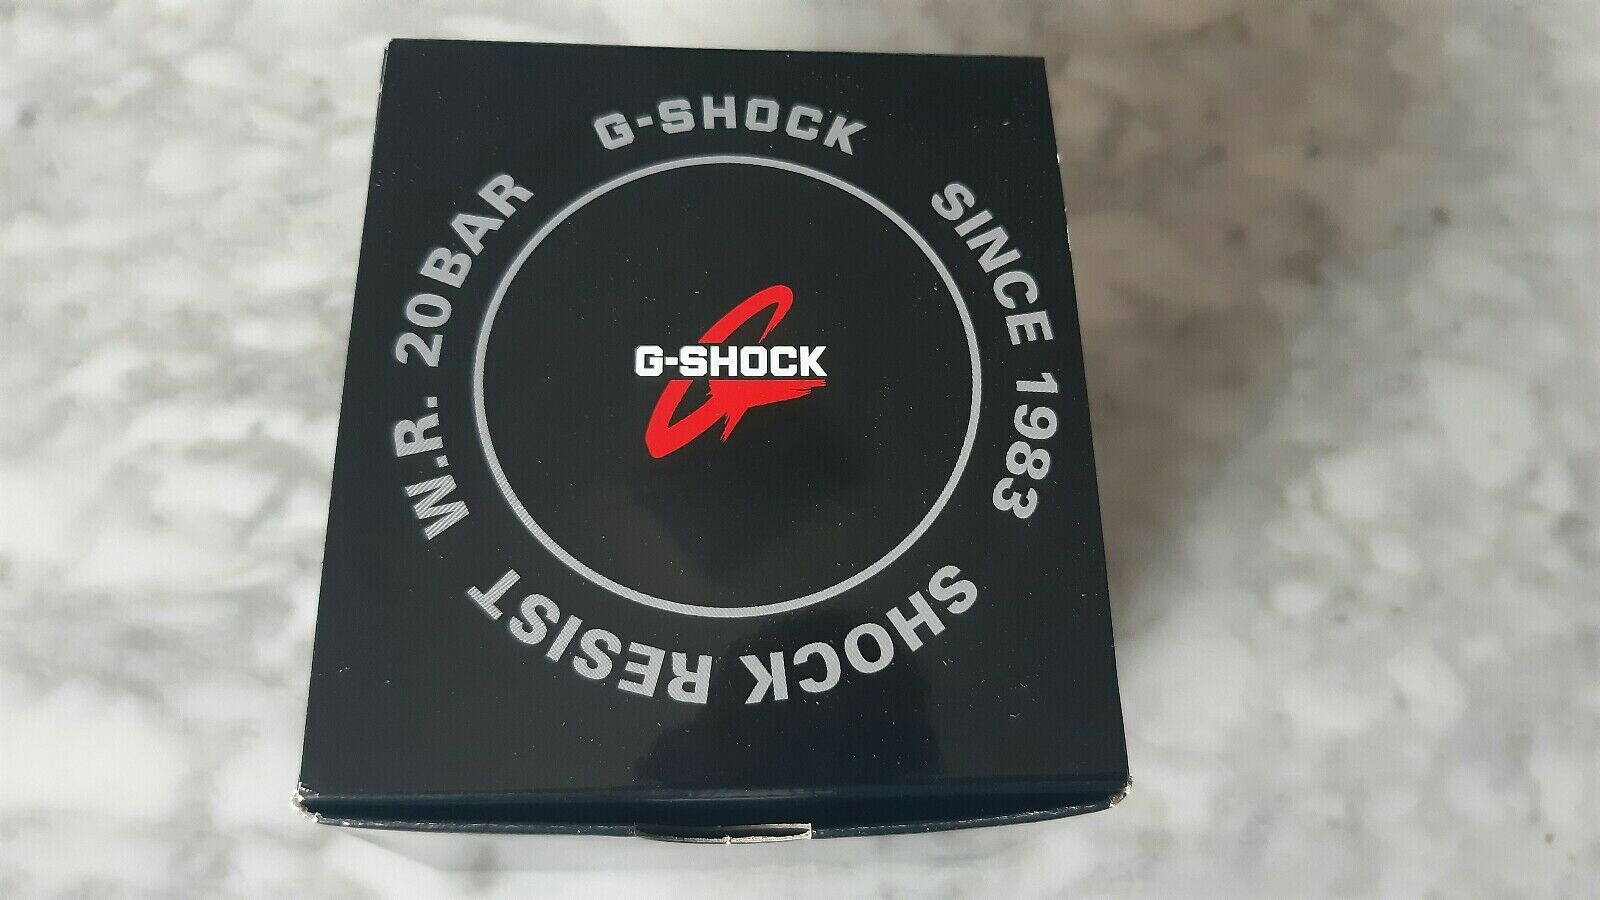 G-SHOCK
SINCE 1983
SHOCK RESIST
W.R. 20BAR
G-SHOCK